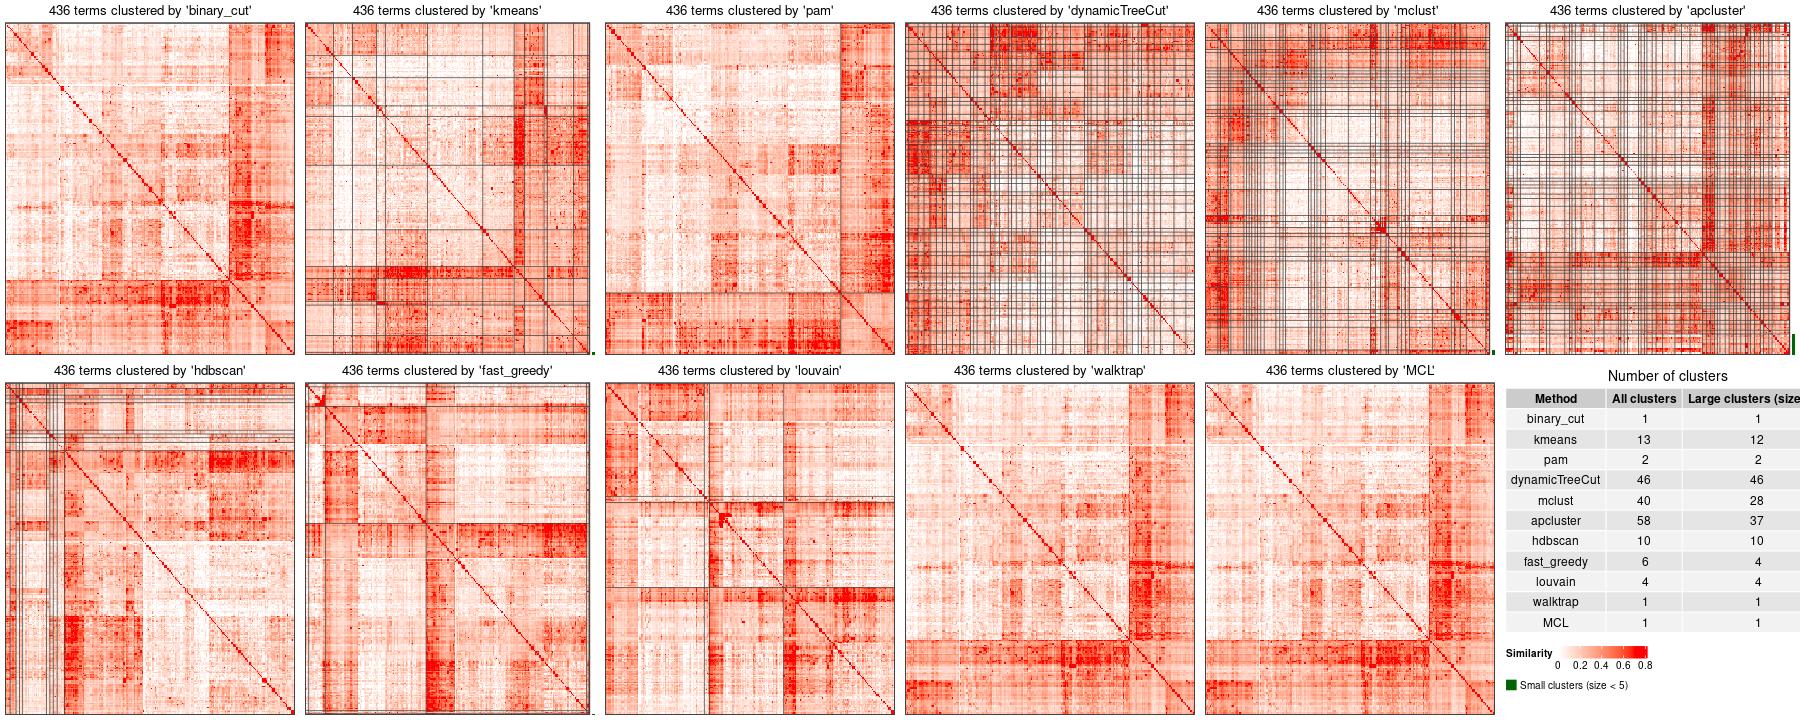 436 terms clustered by 'binary_cut'
436 terms clustered by 'kmeans'
436 terms clustered by 'pam'
436 terms clustered by 'dynamicTreeCut'
436 terms clustered by 'mclust'
436 terms clustered by 'apcluster'
436 terms clustered by 'hdbscan'
436 terms clustered by 'fast_greedy'
436 terms clustered by 'louvain'
436 terms clustered by 'walktrap'
436 terms clustered by 'MCL'
Number of clusters
Method All clusters Large clusters (size
binary_cut 1 1
kmeans 13 12
pam 2 2
dynamicTreeCut 46 46
mclust 40 28
apcluster 58 37
hdbscan 10 10
fast_greedy 6 4
louvain 4 4
walktrap 1 1
MCL 1 1
Similarity
0 0.2 0.4 0.6 0.8
Small clusters (size < 5)